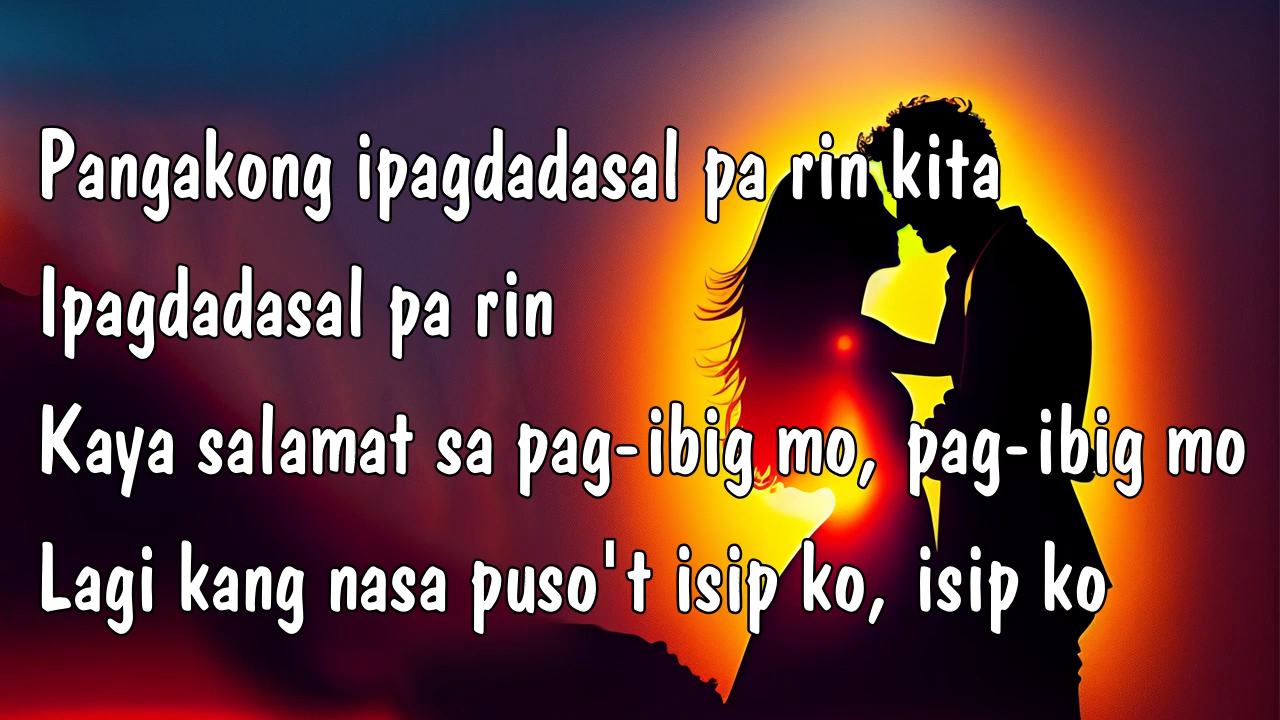 Pangakong ipagdadasal pa rin kita
Ipagdadasal pa rin
Kaya salamat sa pag-ibig mo, pag-ibig mo
Lagi kang nasa puso't isip ko, isip ko